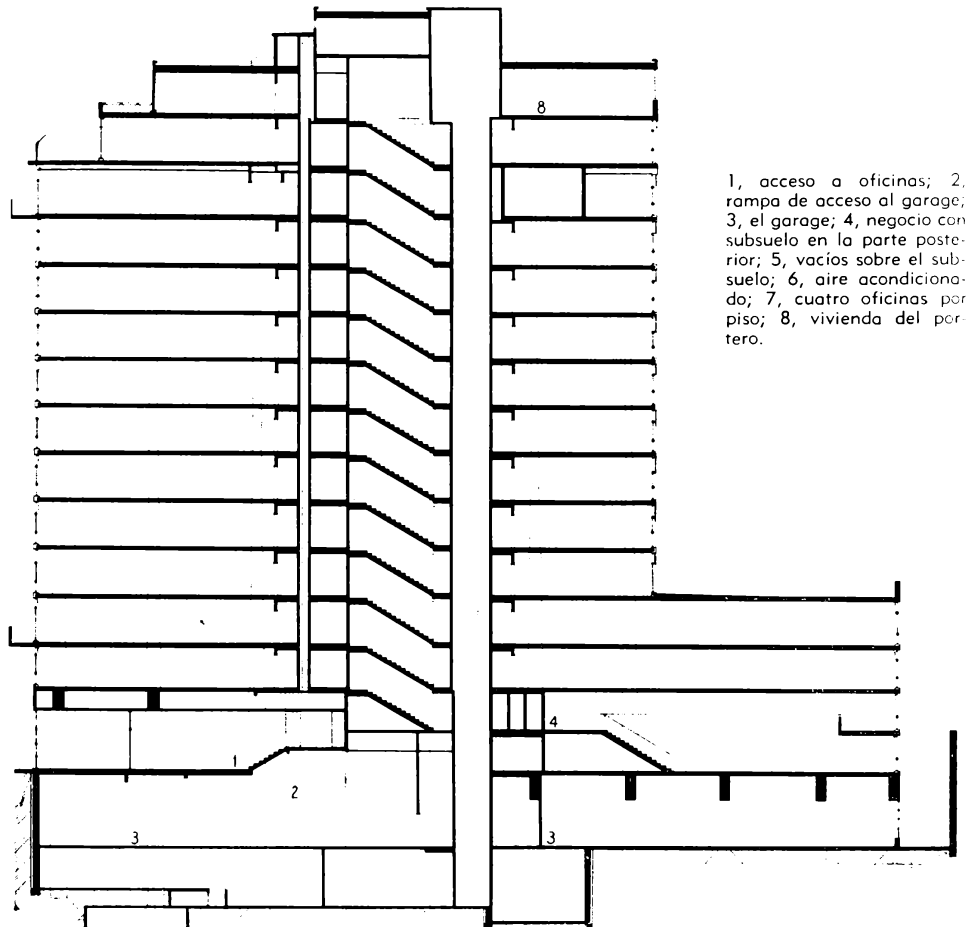 8
1, acceso a oficinas; 2,
rampa de acceso al garage;
3, el garage; 4, negocio con
subsuelo en la parte poste-
rior; 5, vacíos sobre el sub-
suelo; 6, aire acondiciona-
do; 7, cuatro oficinas por
piso; 8, vivienda del por-
tero.
4
1
2
3
3